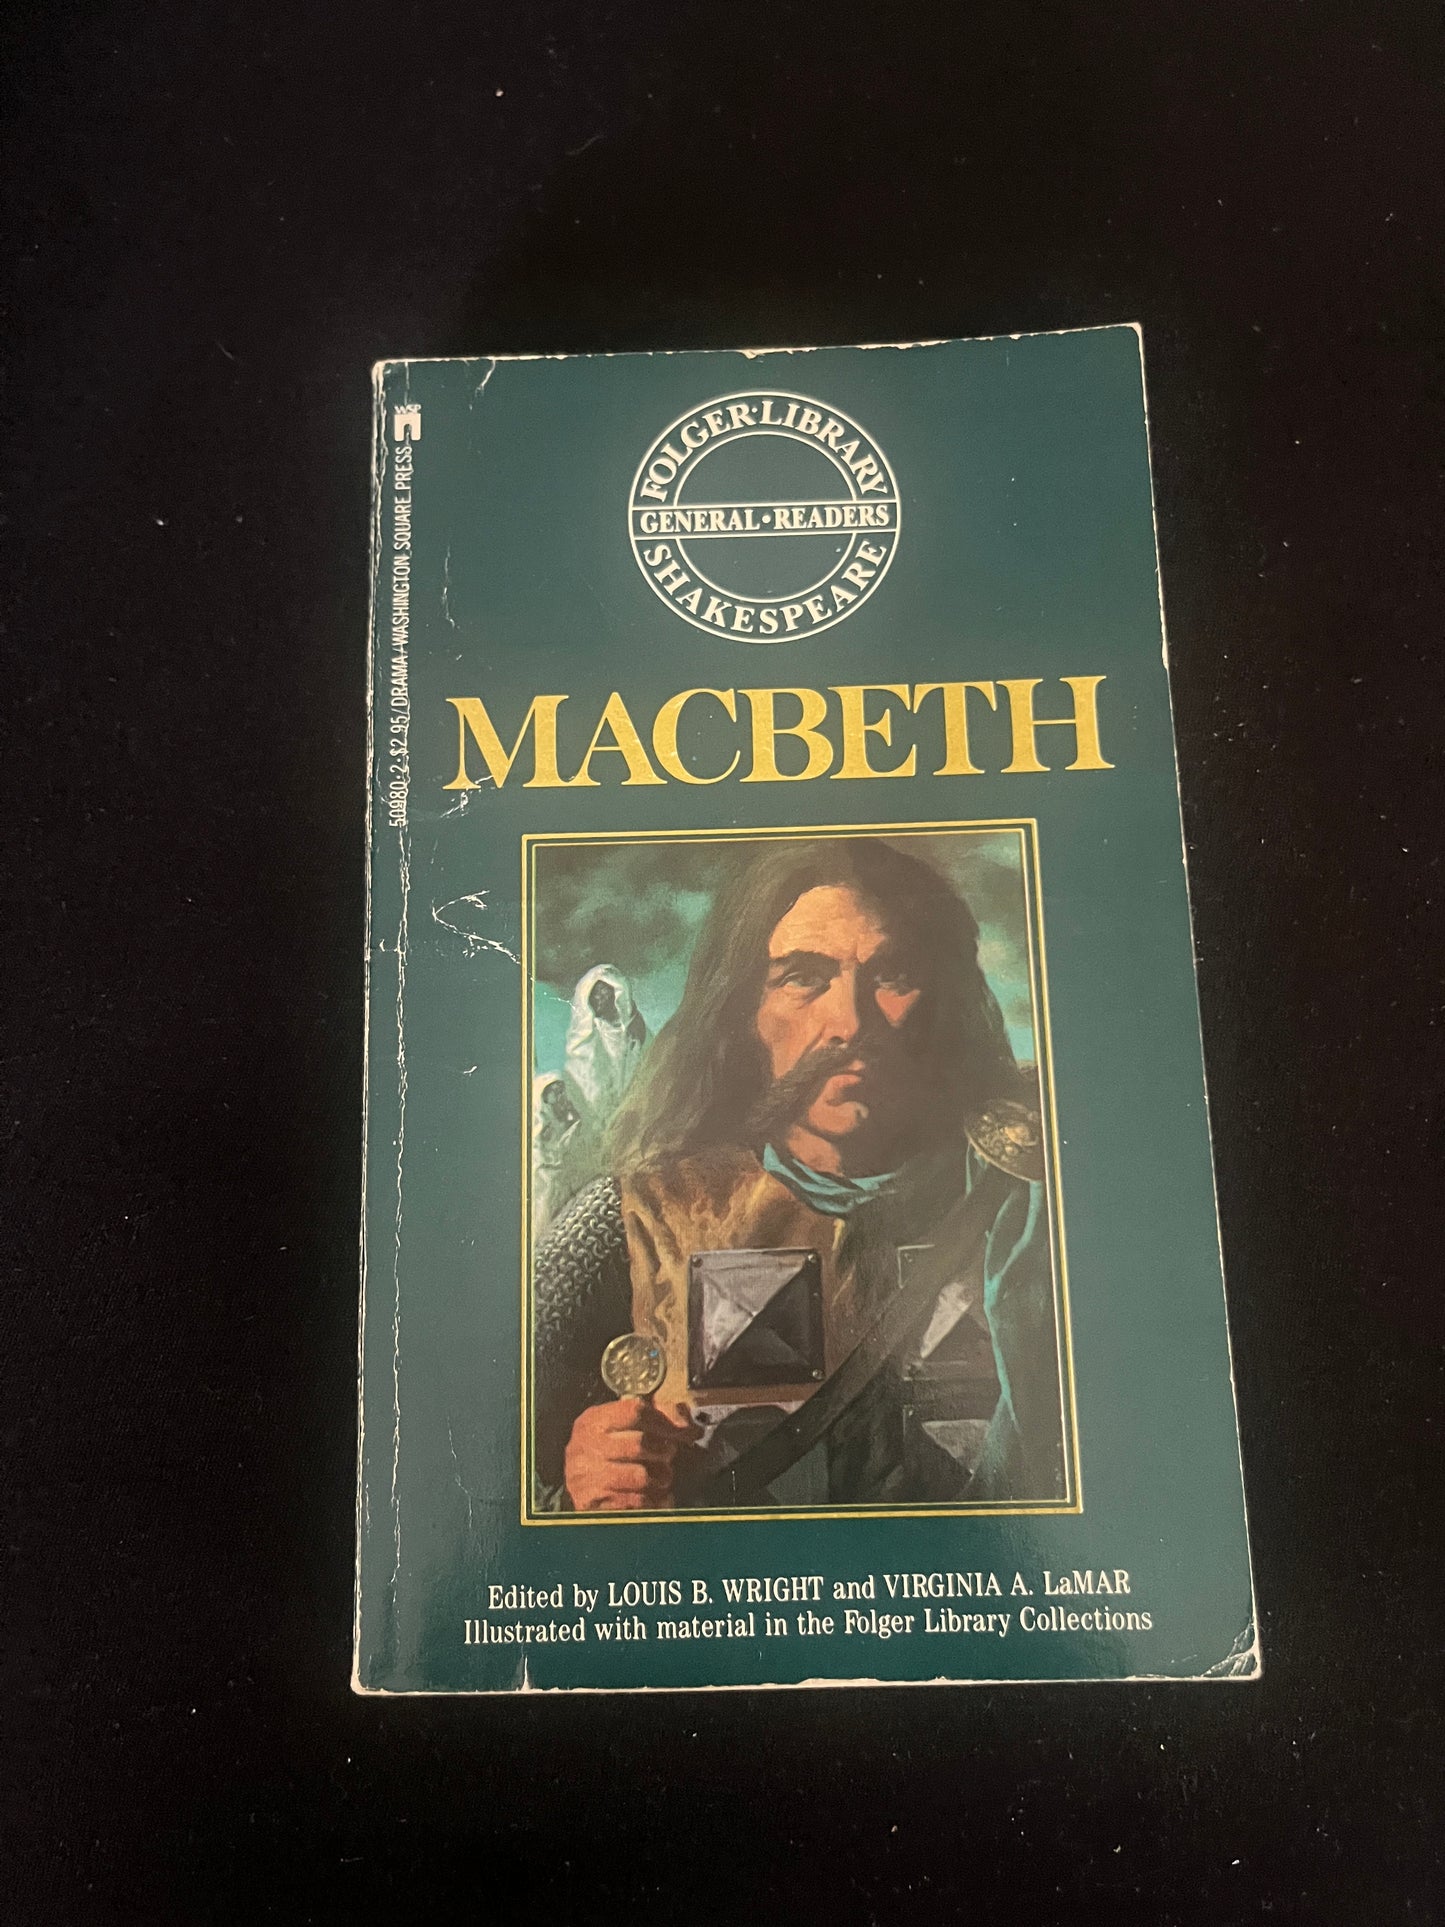 WSP
50980-2·$2.95/DRAMA/WASHINGTON SQUARE PRESS
FOLGER·LIBRARY
GENERAL·READERS
SHAKESPEARE
MACBETH
Edited by LOUIS B. WRIGHT and VIRGINIA A. LaMAR
Illustrated with material in the Folger Library Collections